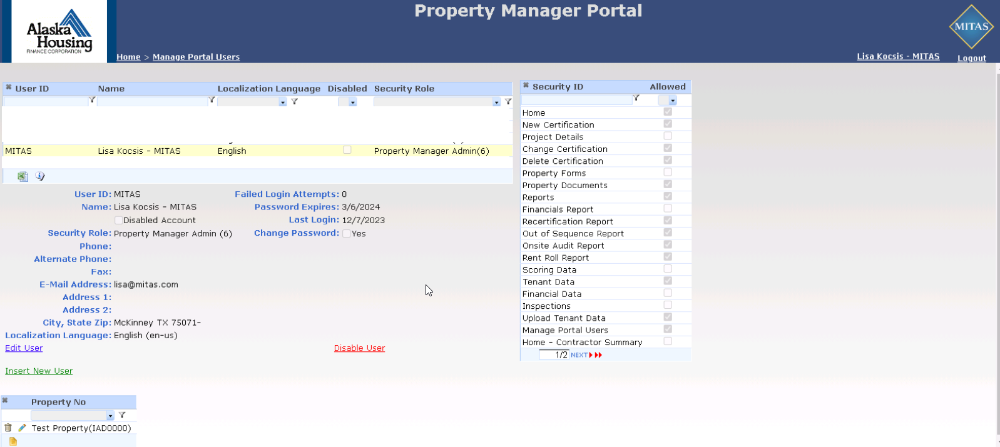 Property Manager Portal
Alaska
Housing
FINANCE CORPORATION
MITAS
Home > Manage Portal Users
Lisa Kocsis - MITAS
Logout
User ID Name Localization Language Disabled Security Role
MITAS Lisa Kocsis - MITAS English Property Manager Admin(6)
User ID: MITAS Failed Login Attempts: 0
Name: Lisa Kocsis - MITAS Password Expires: 3/6/2024
Disabled Account Last Login: 12/7/2023
Security Role: Property Manager Admin (6) Change Password: Yes
Phone:
Alternate Phone:
Fax:
E-Mail Address: lisa@mitas.com
Address 1:
Address 2:
City, State Zip: McKinney TX 75071-
Localization Language: English (en-us)
Edit User Disable User
Insert New User
Property No
Test Property(IAD0000)
Security ID Allowed
Home
New Certification
Project Details
Change Certification
Delete Certification
Property Forms
Property Documents
Reports
Financials Report
Recertification Report
Out of Sequence Report
Onsite Audit Report
Rent Roll Report
Scoring Data
Tenant Data
Financial Data
Inspections
Upload Tenant Data
Manage Portal Users
Home - Contractor Summary
1/2 NEXT